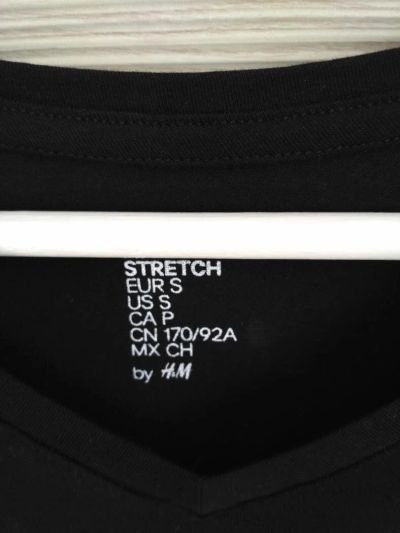 STRETCH
EUR S
US S
CA P
CN 170/92A
MX CH
by H&M